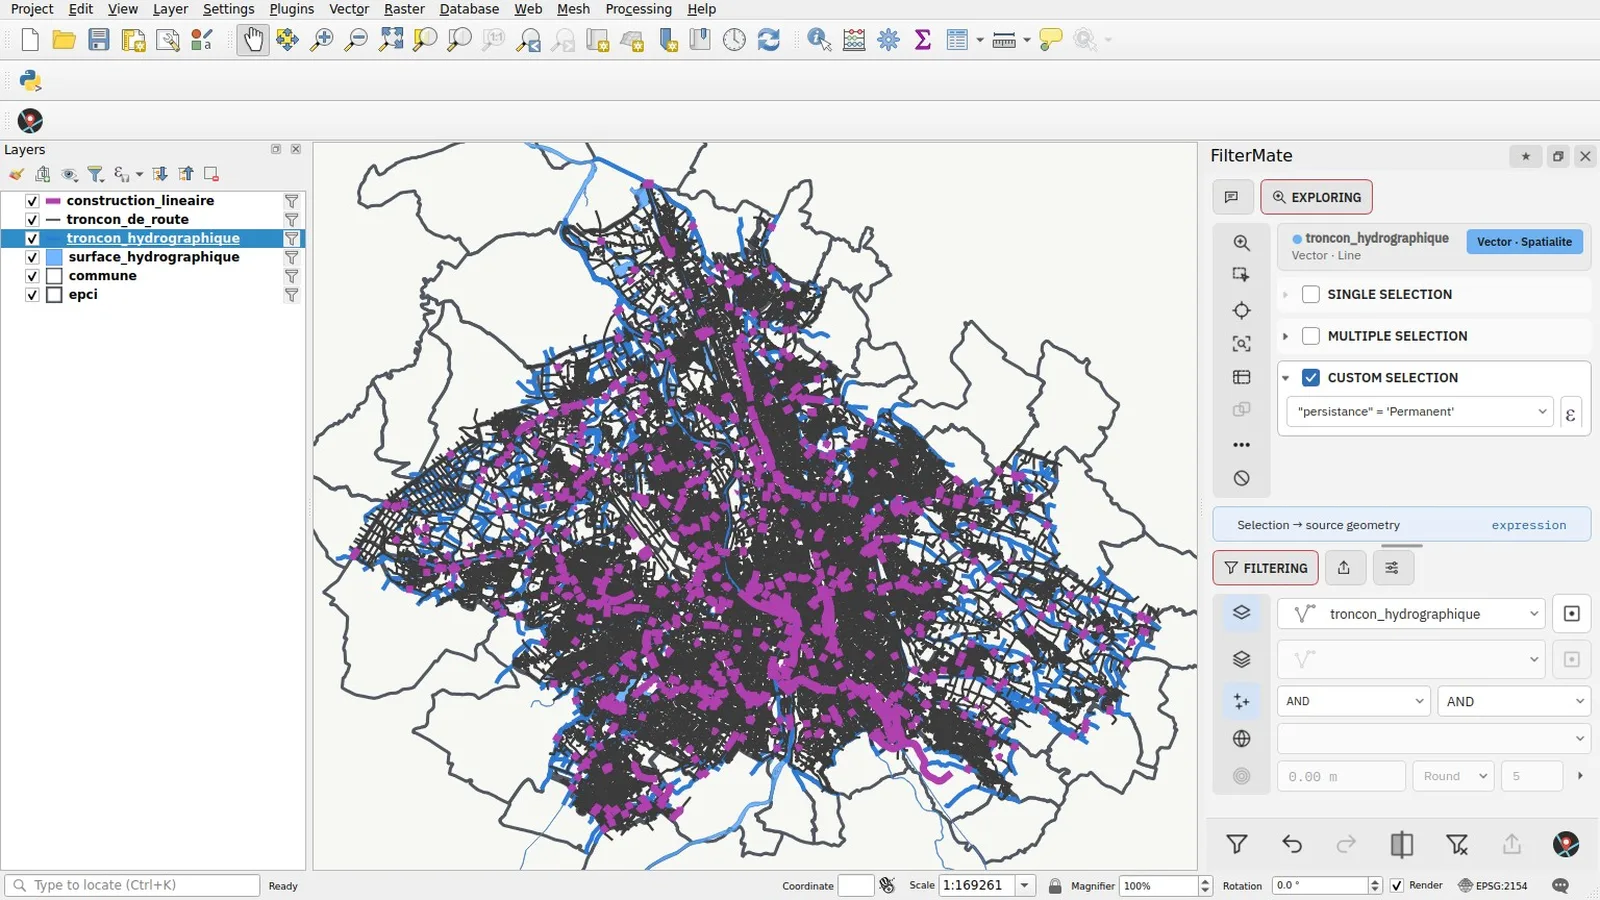 Project Edit View Layer Settings Plugins Vector Raster Database Web Mesh Processing Help
Layers
construction_lineaire
troncon_de_route
troncon_hydrographique
surface_hydrographique
commune
epci
FilterMate
EXPLORING
troncon_hydrographique
Vector · Line
Vector · Spatialite
SINGLE SELECTION
MULTIPLE SELECTION
CUSTOM SELECTION
"persistance" = 'Permanent'
ε
Selection → source geometry expression
FILTERING
troncon_hydrographique
AND AND
0.00 m Round 5
Type to locate (Ctrl+K) Ready Coordinate Scale 1:169261 Magnifier 100% Rotation 0.0 ° Render EPSG:2154